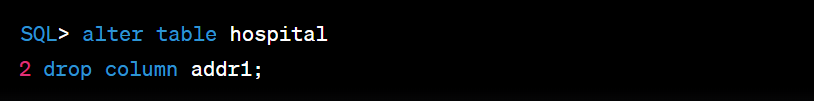 SQL> alter table hospital
2 drop column addr1;